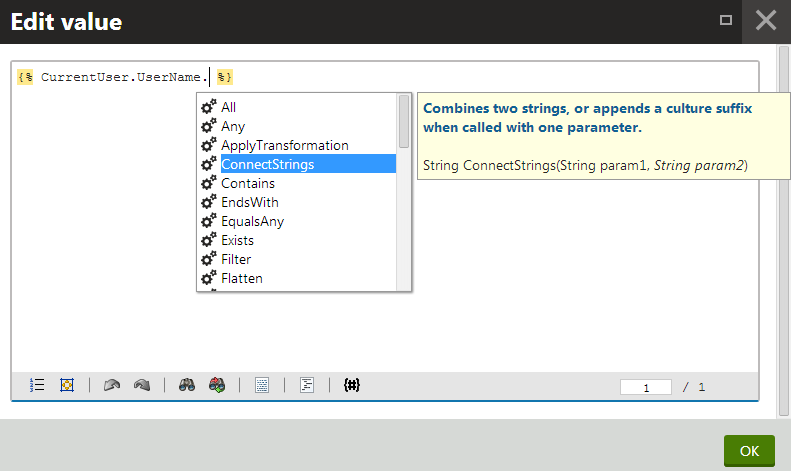 Edit value
{% CurrentUser.UserName. %}
All
Any
ApplyTransformation
ConnectStrings
Contains
EndsWith
EqualsAny
Exists
Filter
Flatten
Combines two strings, or appends a culture suffix
when called with one parameter.
String ConnectStrings(String param1, String param2)
{#}
1 / 1
OK